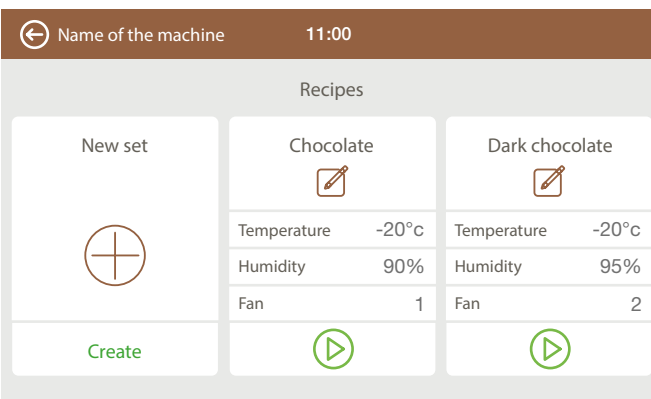 Name of the machine 11:00
Recipes
New set
Create
Chocolate
Temperature -20°c
Humidity 90%
Fan 1
Dark chocolate
Temperature -20°c
Humidity 95%
Fan 2